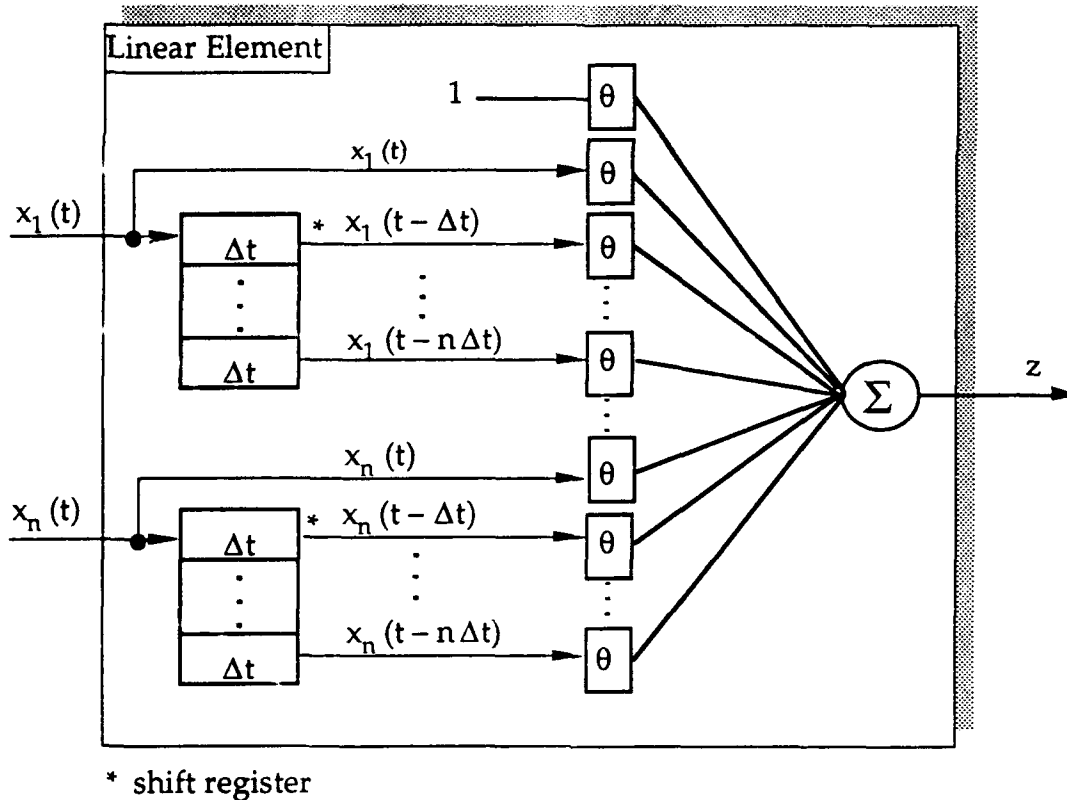 Linear Element
1
θ
x₁ (t)
θ
x₁ (t)
Δt
* x₁ (t – Δt)
θ
Δt
x₁ (t – n Δt)
θ
Σ
z
xₙ (t)
θ
xₙ (t)
Δt
* xₙ (t – Δt)
θ
Δt
xₙ (t – n Δt)
θ
* shift register